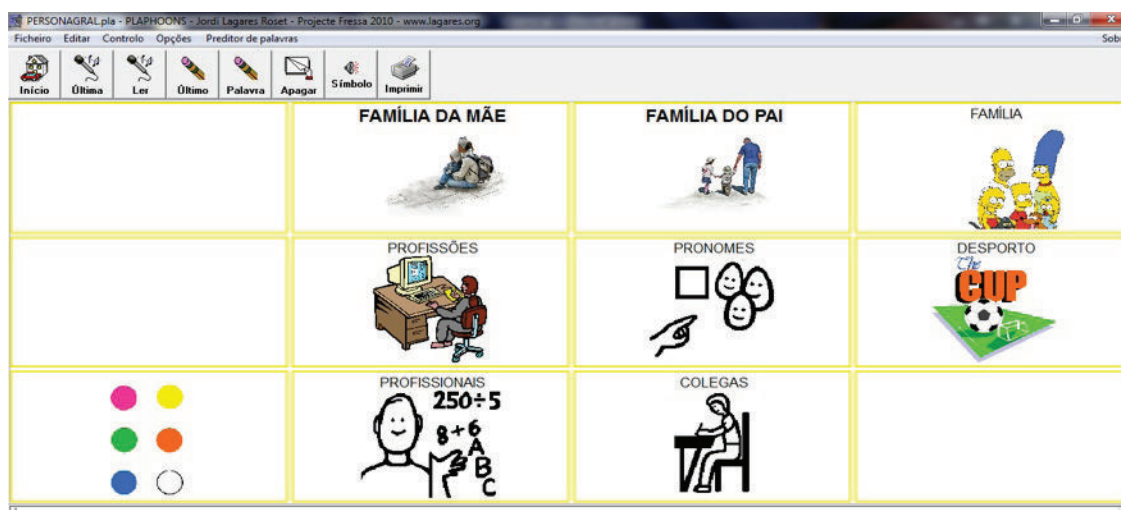 PERSONAGRAL.pla - PLAPHOONS - Jordi Lagares Roset - Projecte Fressa 2010 - www.lagares.org
Ficheiro Editar Controlo Opções Preditor de palavras Sob
Início Última Ler Último Palavra Apagar Símbolo Imprimir
FAMÍLIA DA MÃE FAMÍLIA DO PAI FAMÍLIA
PROFISSÕES PRONOMES DESPORTO
The
CUP
PROFISSIONAIS COLEGAS
250÷5
8+6
A
B
C